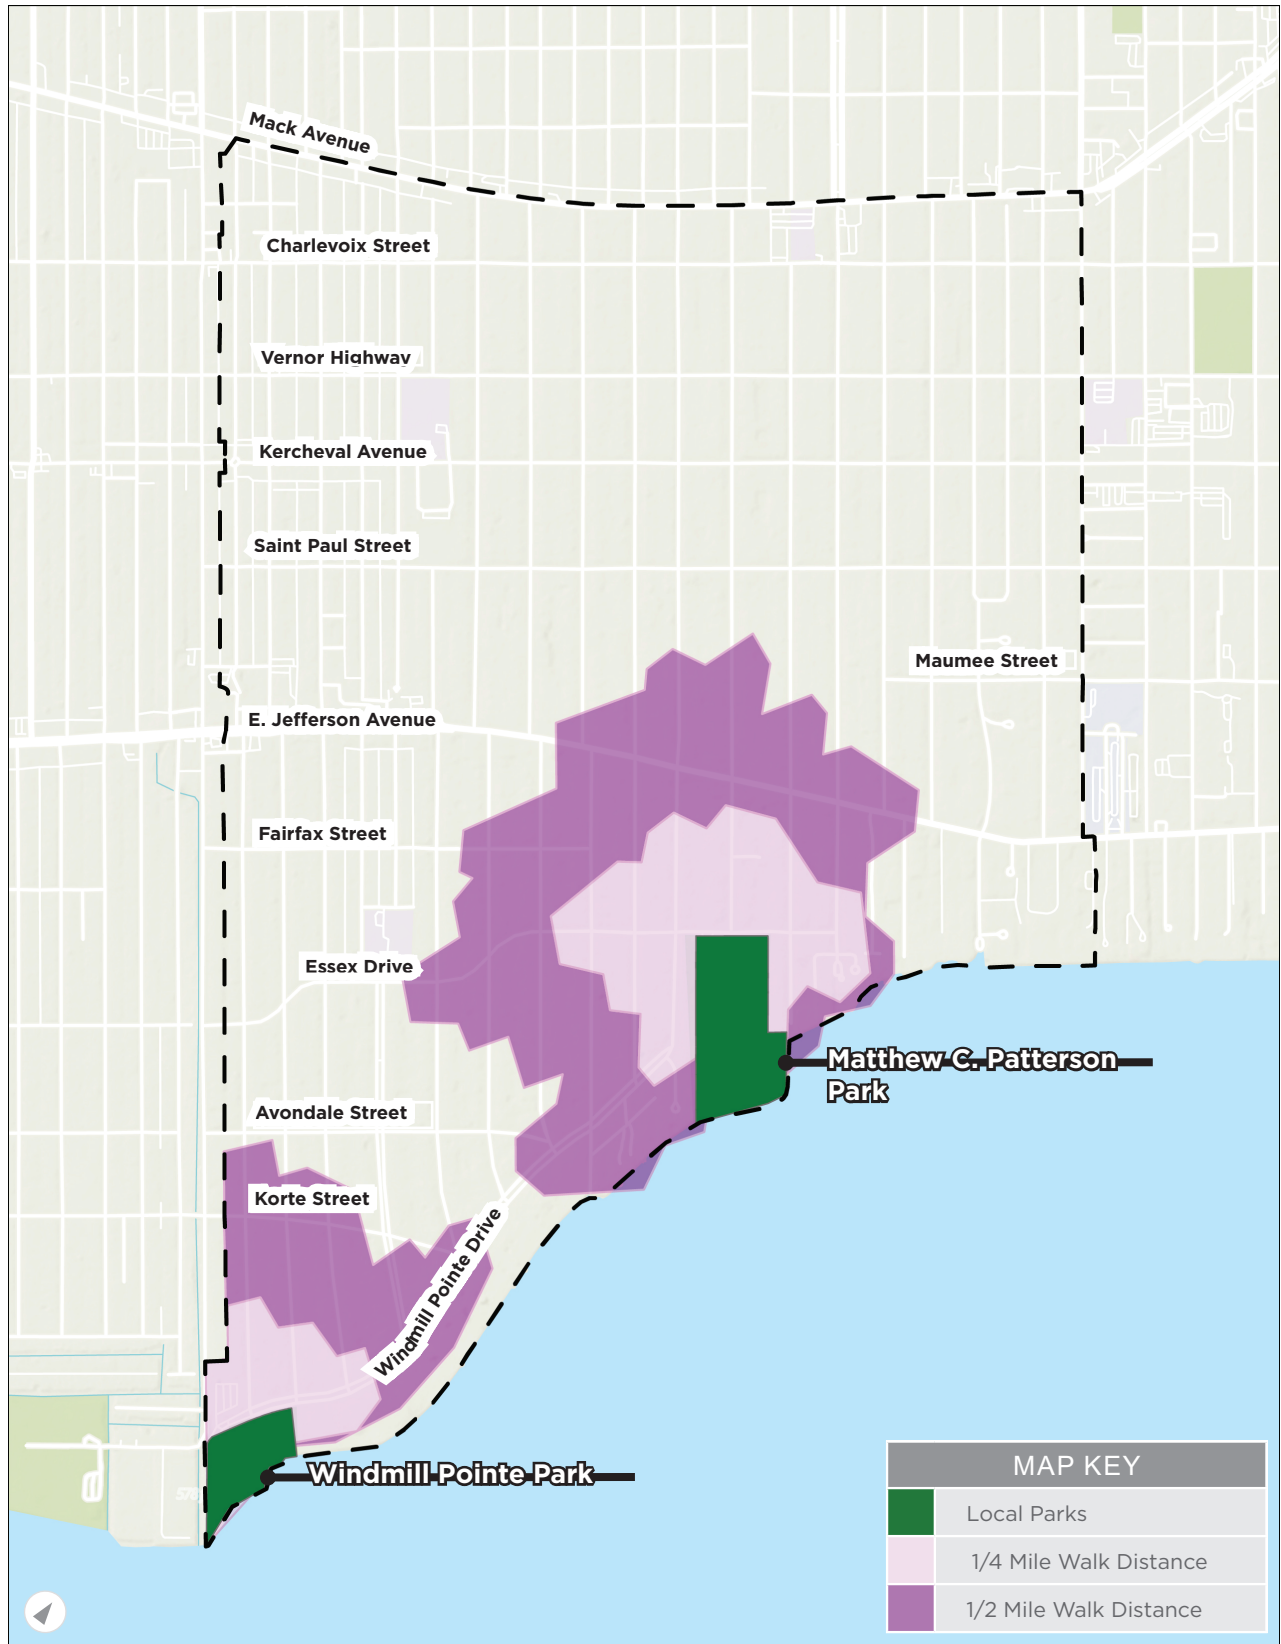 Mack Avenue
Charlevoix Street
Vernor Highway
Kercheval Avenue
Saint Paul Street
Maumee Street
E. Jefferson Avenue
Fairfax Street
Essex Drive
Matthew C. Patterson
Park
Avondale Street
Korte Street
Windmill Pointe Drive
Windmill Pointe Park
MAP KEY
Local Parks
1/4 Mile Walk Distance
1/2 Mile Walk Distance